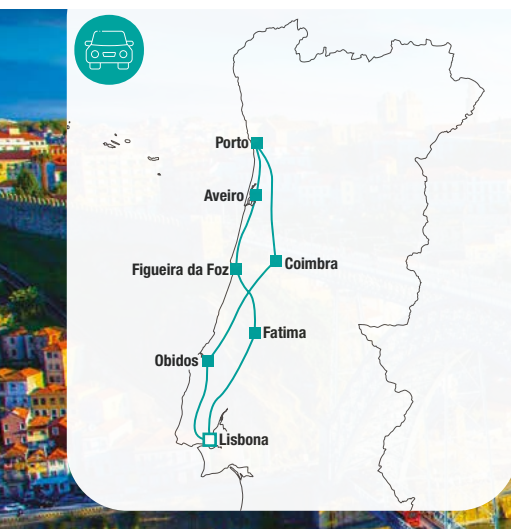 Porto
Aveiro
Figueira da Foz
Coimbra
Fatima
Obidos
Lisbona